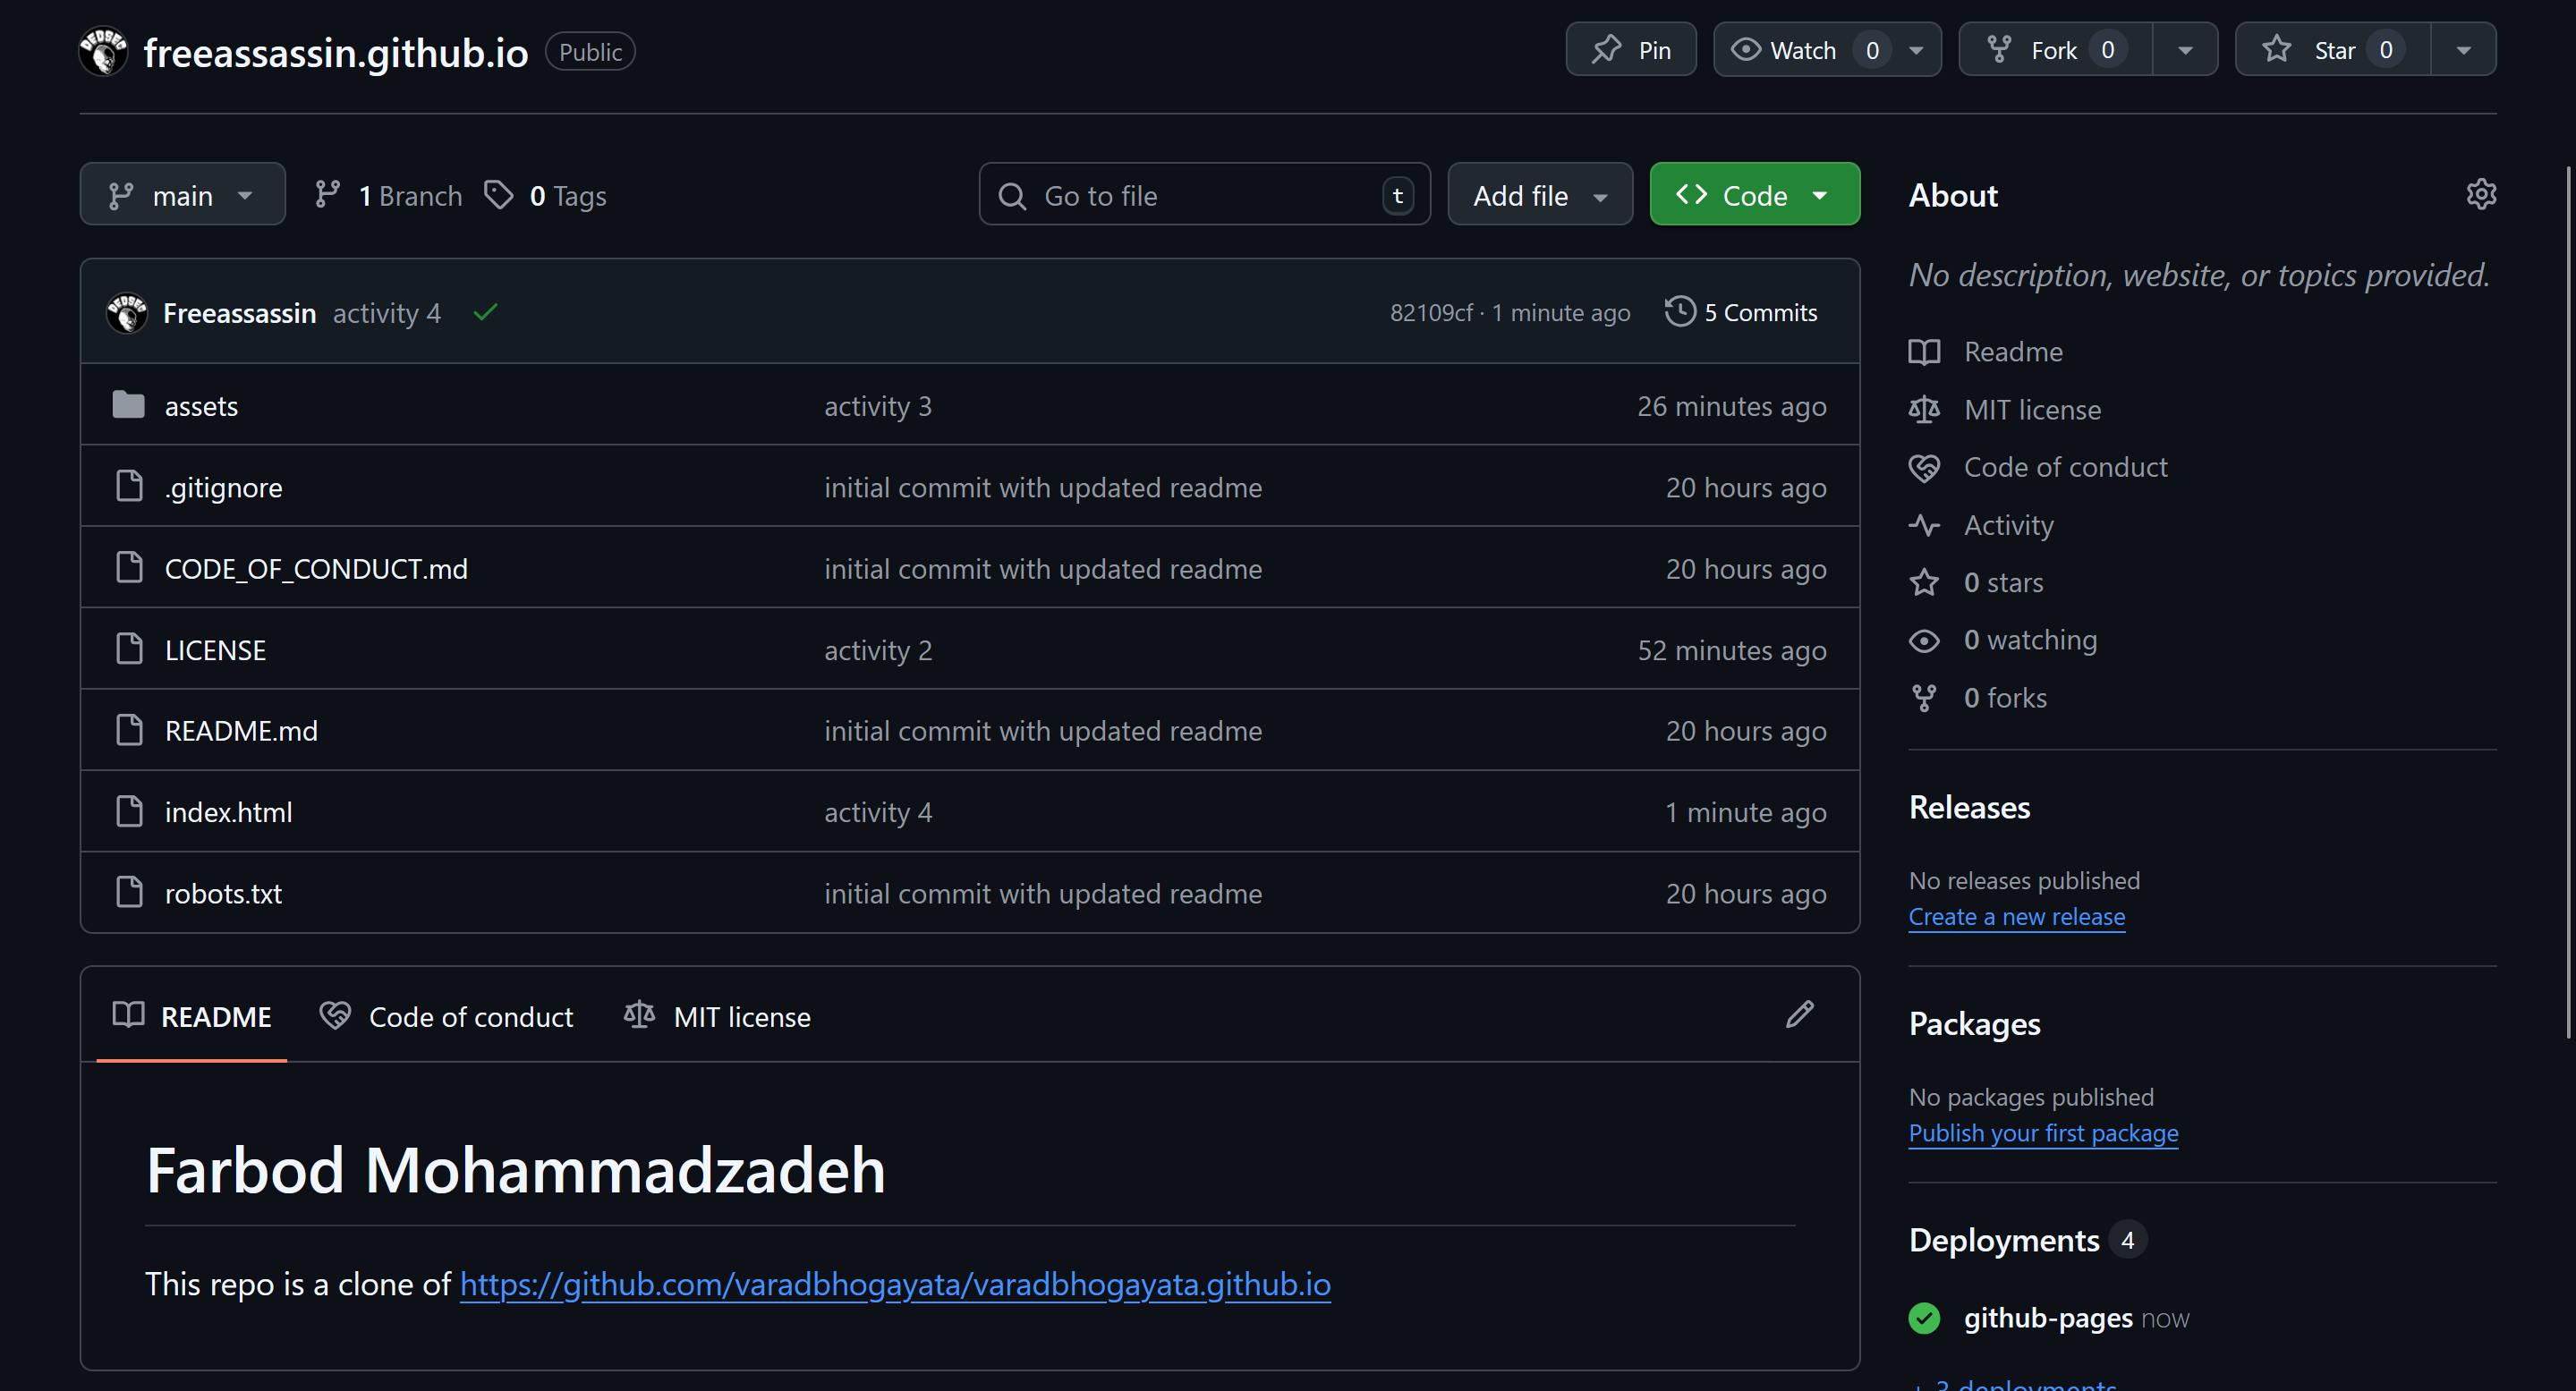 freeassassin.github.io Public
Pin
Watch 0
Fork 0
Star 0
main
1 Branch
0 Tags
Go to file t
Add file
Code
Freeassassin activity 4
82109cf · 1 minute ago
5 Commits
assets activity 3 26 minutes ago
.gitignore initial commit with updated readme 20 hours ago
CODE_OF_CONDUCT.md initial commit with updated readme 20 hours ago
LICENSE activity 2 52 minutes ago
README.md initial commit with updated readme 20 hours ago
index.html activity 4 1 minute ago
robots.txt initial commit with updated readme 20 hours ago
README Code of conduct MIT license
Farbod Mohammadzadeh
This repo is a clone of https://github.com/varadbhogayata/varadbhogayata.github.io
About
No description, website, or topics provided.
Readme
MIT license
Code of conduct
Activity
0 stars
0 watching
0 forks
Releases
No releases published
Create a new release
Packages
No packages published
Publish your first package
Deployments 4
github-pages now
+ 3 deployments